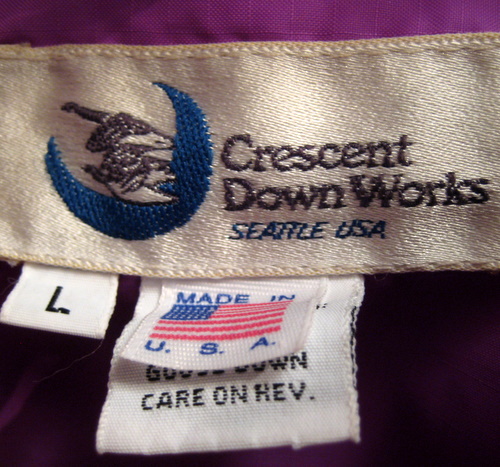 Crescent
Down Works
SEATTLE USA
L
MADE IN
U. S. A.
GOOSE DOWN
CARE ON REV.